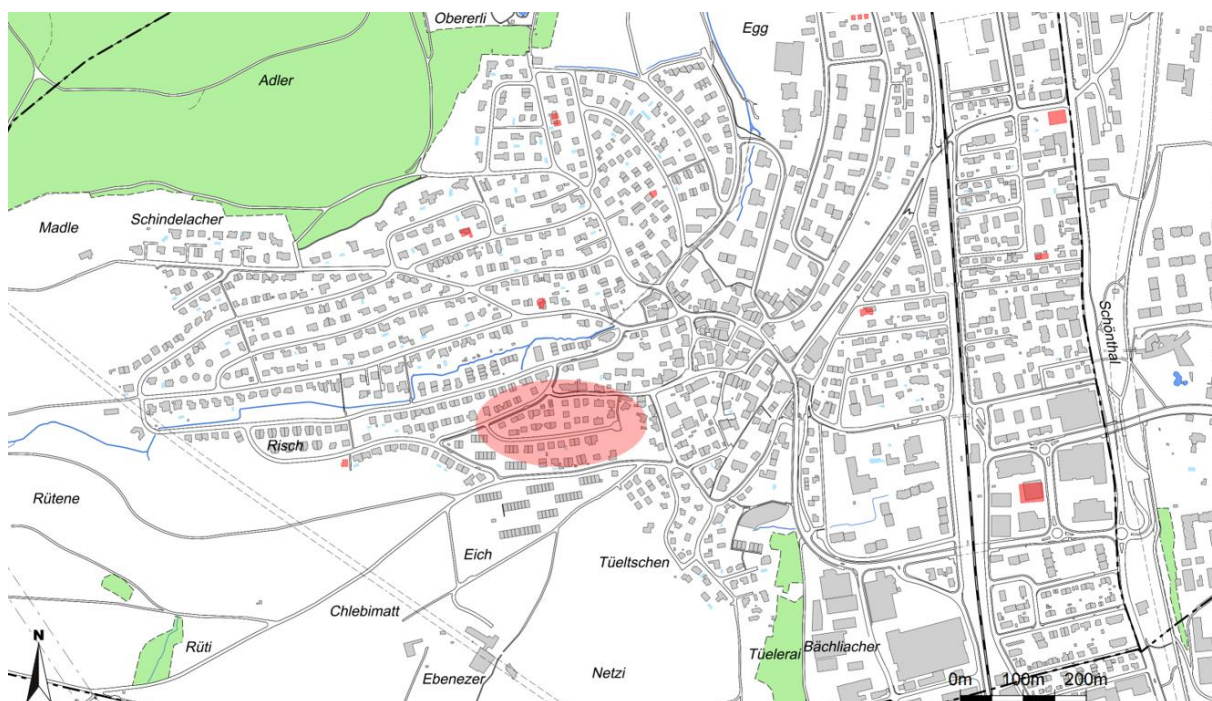 Obererli
Egg
Adler
Madle
Schindelacher
Schönthal
Risch
Rütene
Eich
Tüeltschen
Chlebimatt
N
Rüti
Ebenezer
Netzi
Tüelerai
Bächliacher
0m 100m 200m